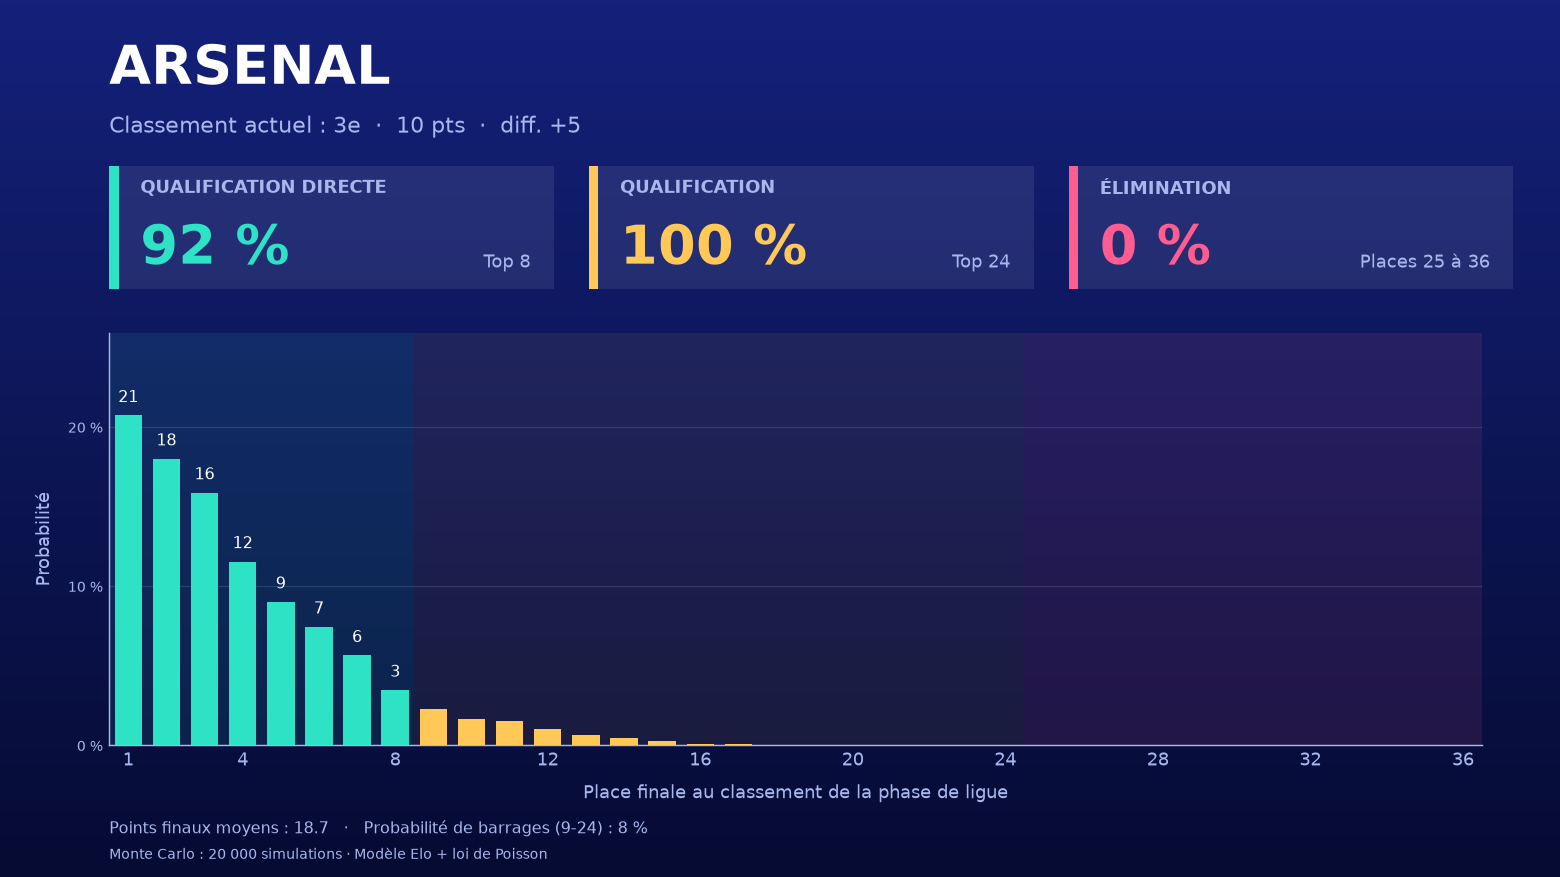 ARSENAL
Classement actuel : 3e · 10 pts · diff. +5
QUALIFICATION DIRECTE
92 %
Top 8
QUALIFICATION
100 %
Top 24
ÉLIMINATION
0 %
Places 25 à 36
Probabilité
20 %
10 %
0 %
21
18
16
12
9
7
6
3
1 4 8 12 16 20 24 28 32 36
Place finale au classement de la phase de ligue
Points finaux moyens : 18.7 · Probabilité de barrages (9-24) : 8 %
Monte Carlo : 20 000 simulations · Modèle Elo + loi de Poisson